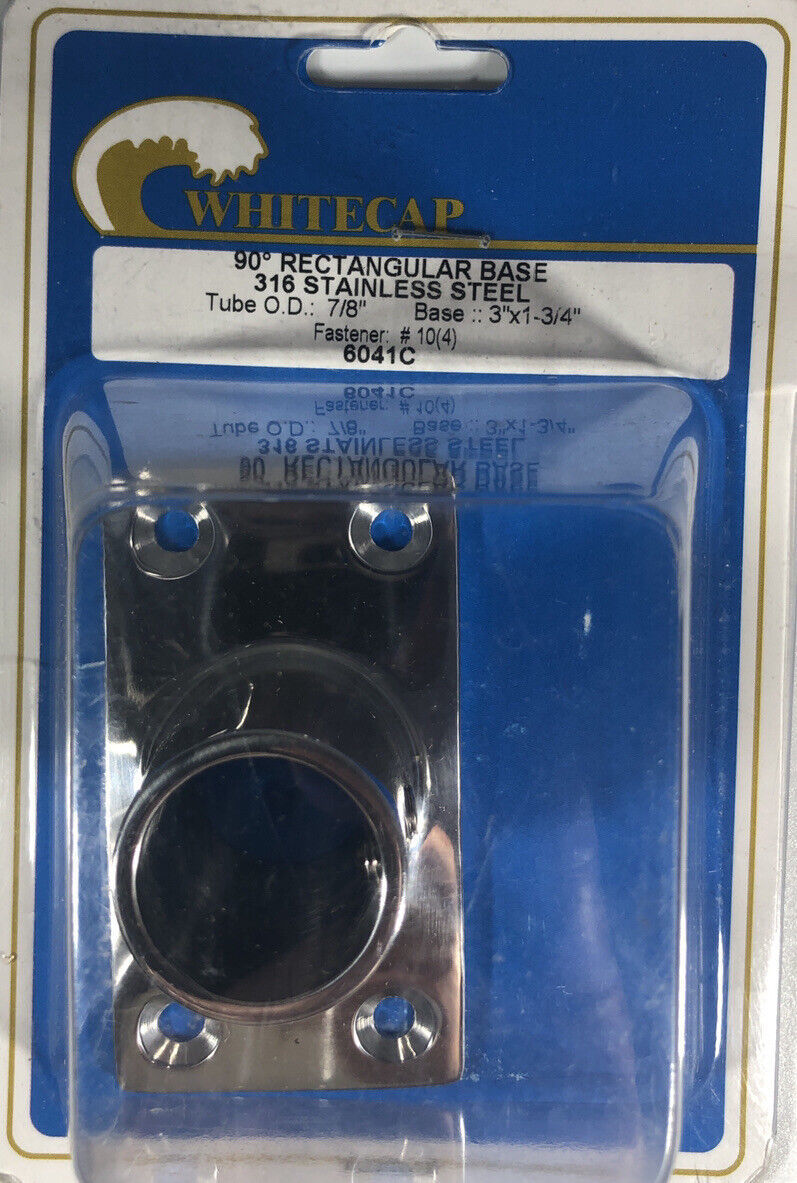 WHITECAP
90° RECTANGULAR BASE
316 STAINLESS STEEL
Tube O.D.: 7/8" Base :: 3"x1-3/4"
Fastener: # 10(4)
6041C